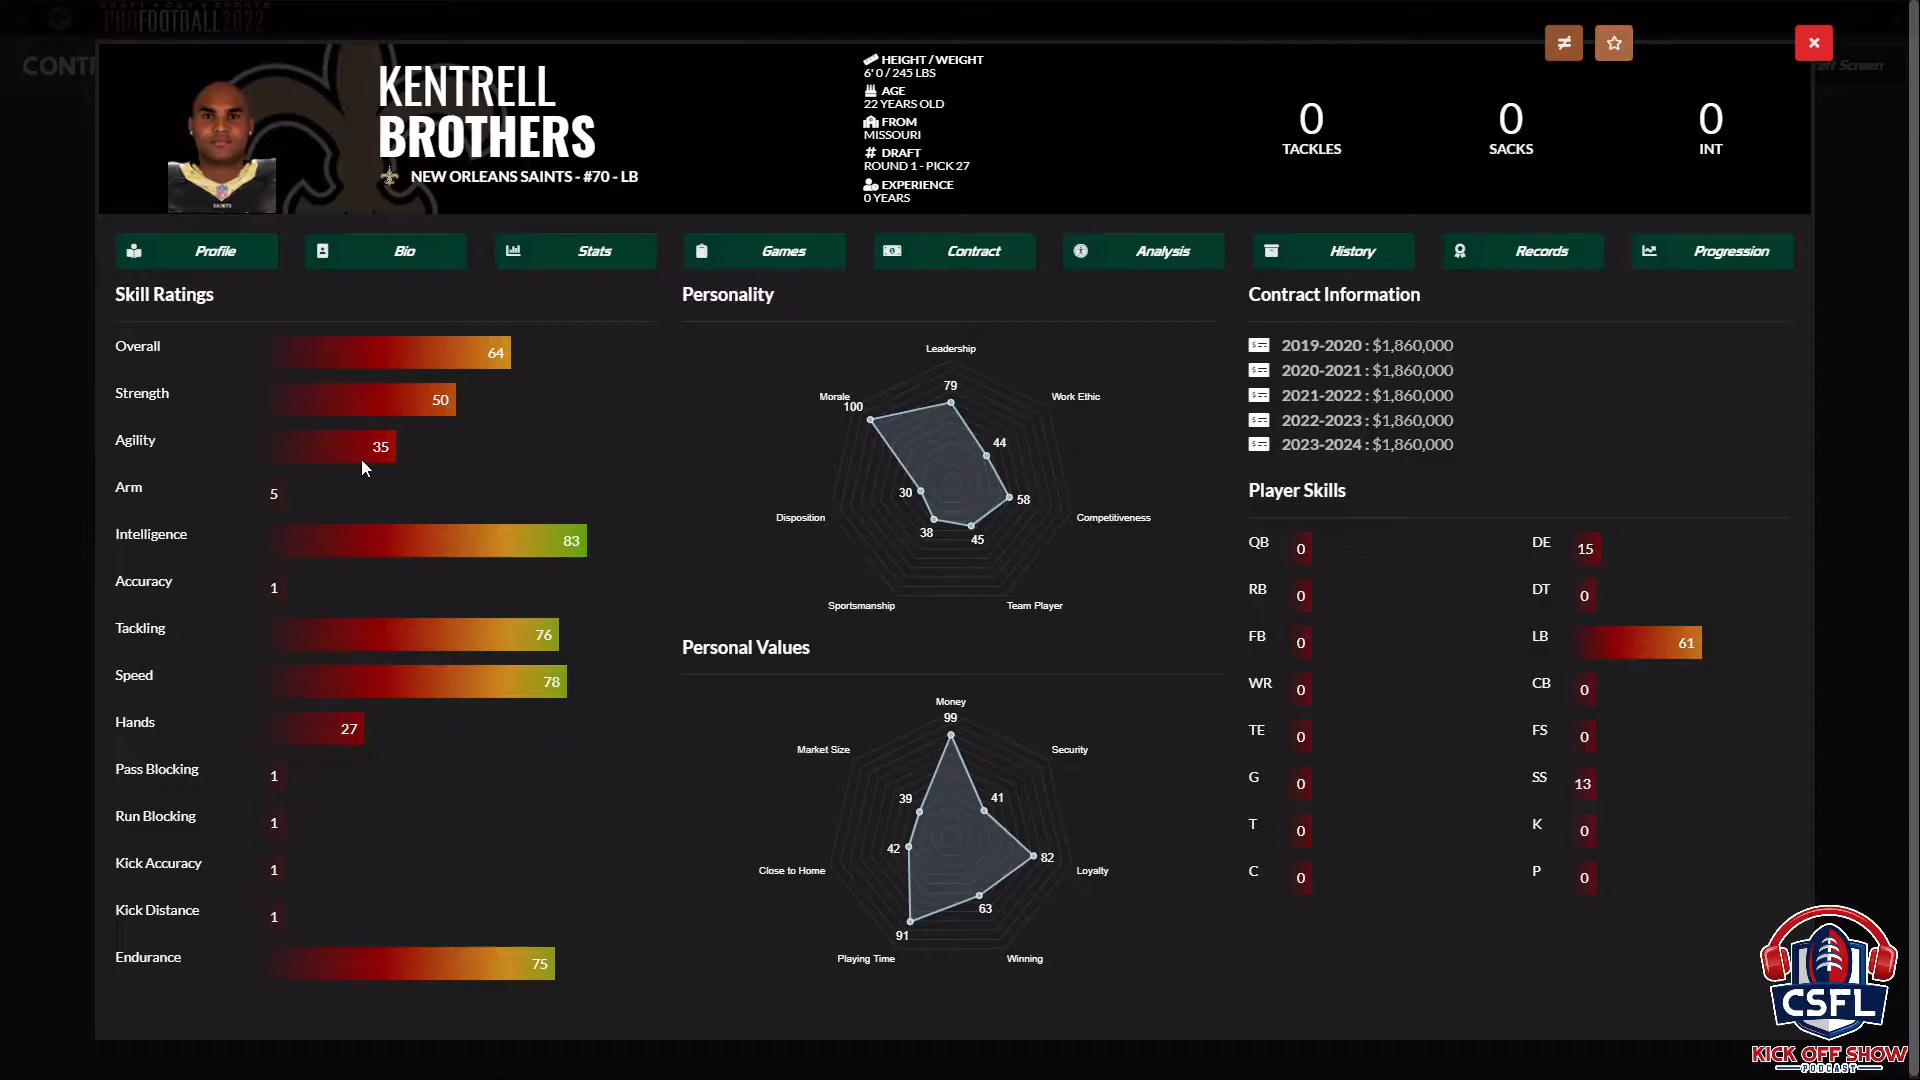 PROFOOTBALL2022
CONTR
aft Screen
KENTRELL
BROTHERS
NEW ORLEANS SAINTS - #70 - LB
HEIGHT / WEIGHT
6' 0 / 245 LBS
AGE
22 YEARS OLD
FROM
MISSOURI
# DRAFT
ROUND 1 - PICK 27
EXPERIENCE
0 YEARS
0
TACKLES
0
SACKS
0
INT
SAINTS
Profile
Bio
Stats
Games
Contract
Analysis
History
Records
Progression
Skill Ratings
Overall 64
Strength 50
Agility 35
Arm 5
Intelligence 83
Accuracy 1
Tackling 76
Speed 78
Hands 27
Pass Blocking 1
Run Blocking 1
Kick Accuracy 1
Kick Distance 1
Endurance 75
Personality
Leadership
79
Work Ethic
44
Competitiveness
58
Team Player
45
Sportsmanship
38
Disposition
30
Morale
100
Personal Values
Money
99
Security
41
Loyalty
82
Winning
63
Playing Time
91
Close to Home
42
Market Size
39
Contract Information
2019-2020 : $1,860,000
2020-2021 : $1,860,000
2021-2022 : $1,860,000
2022-2023 : $1,860,000
2023-2024 : $1,860,000
Player Skills
QB 0
RB 0
FB 0
WR 0
TE 0
G 0
T 0
C 0
DE 15
DT 0
LB 61
CB 0
FS 0
SS 13
K 0
P 0
CSFL
KICK OFF SHOW
PODCAST